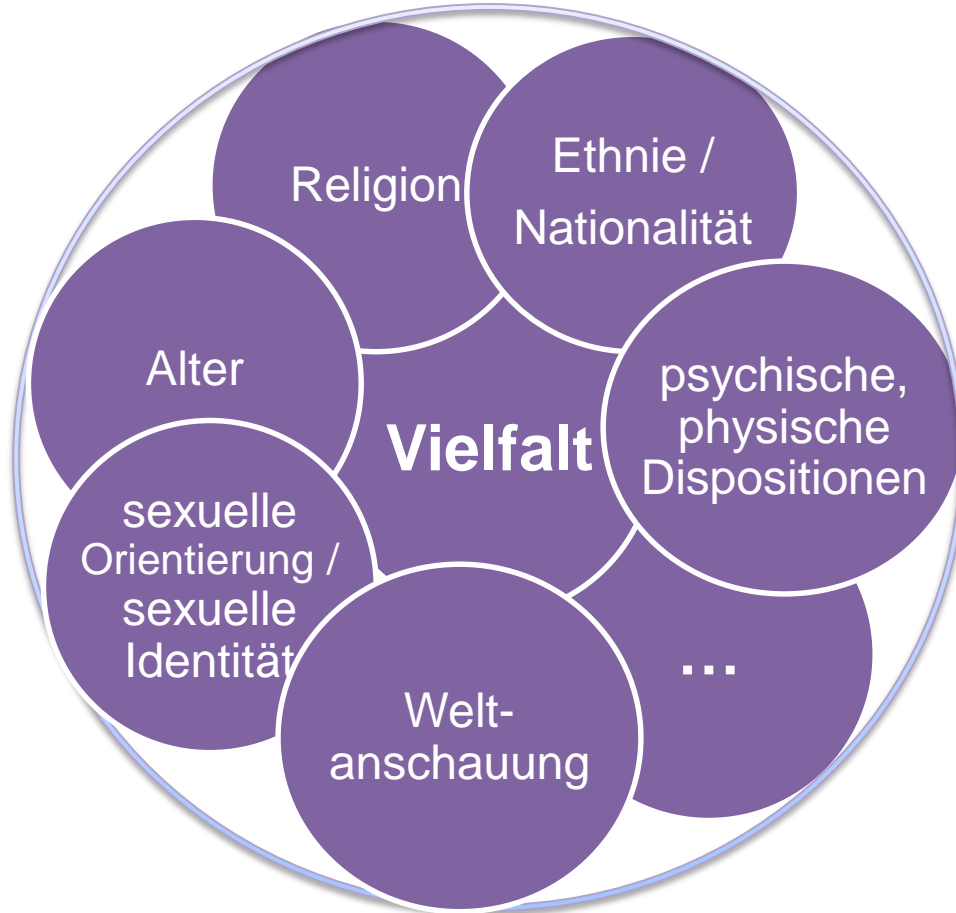 Religion
Ethnie /
Nationalität
Alter
psychische,
physische
Dispositionen
Vielfalt
sexuelle
Orientierung /
sexuelle
Identität
...
Welt-
anschauung